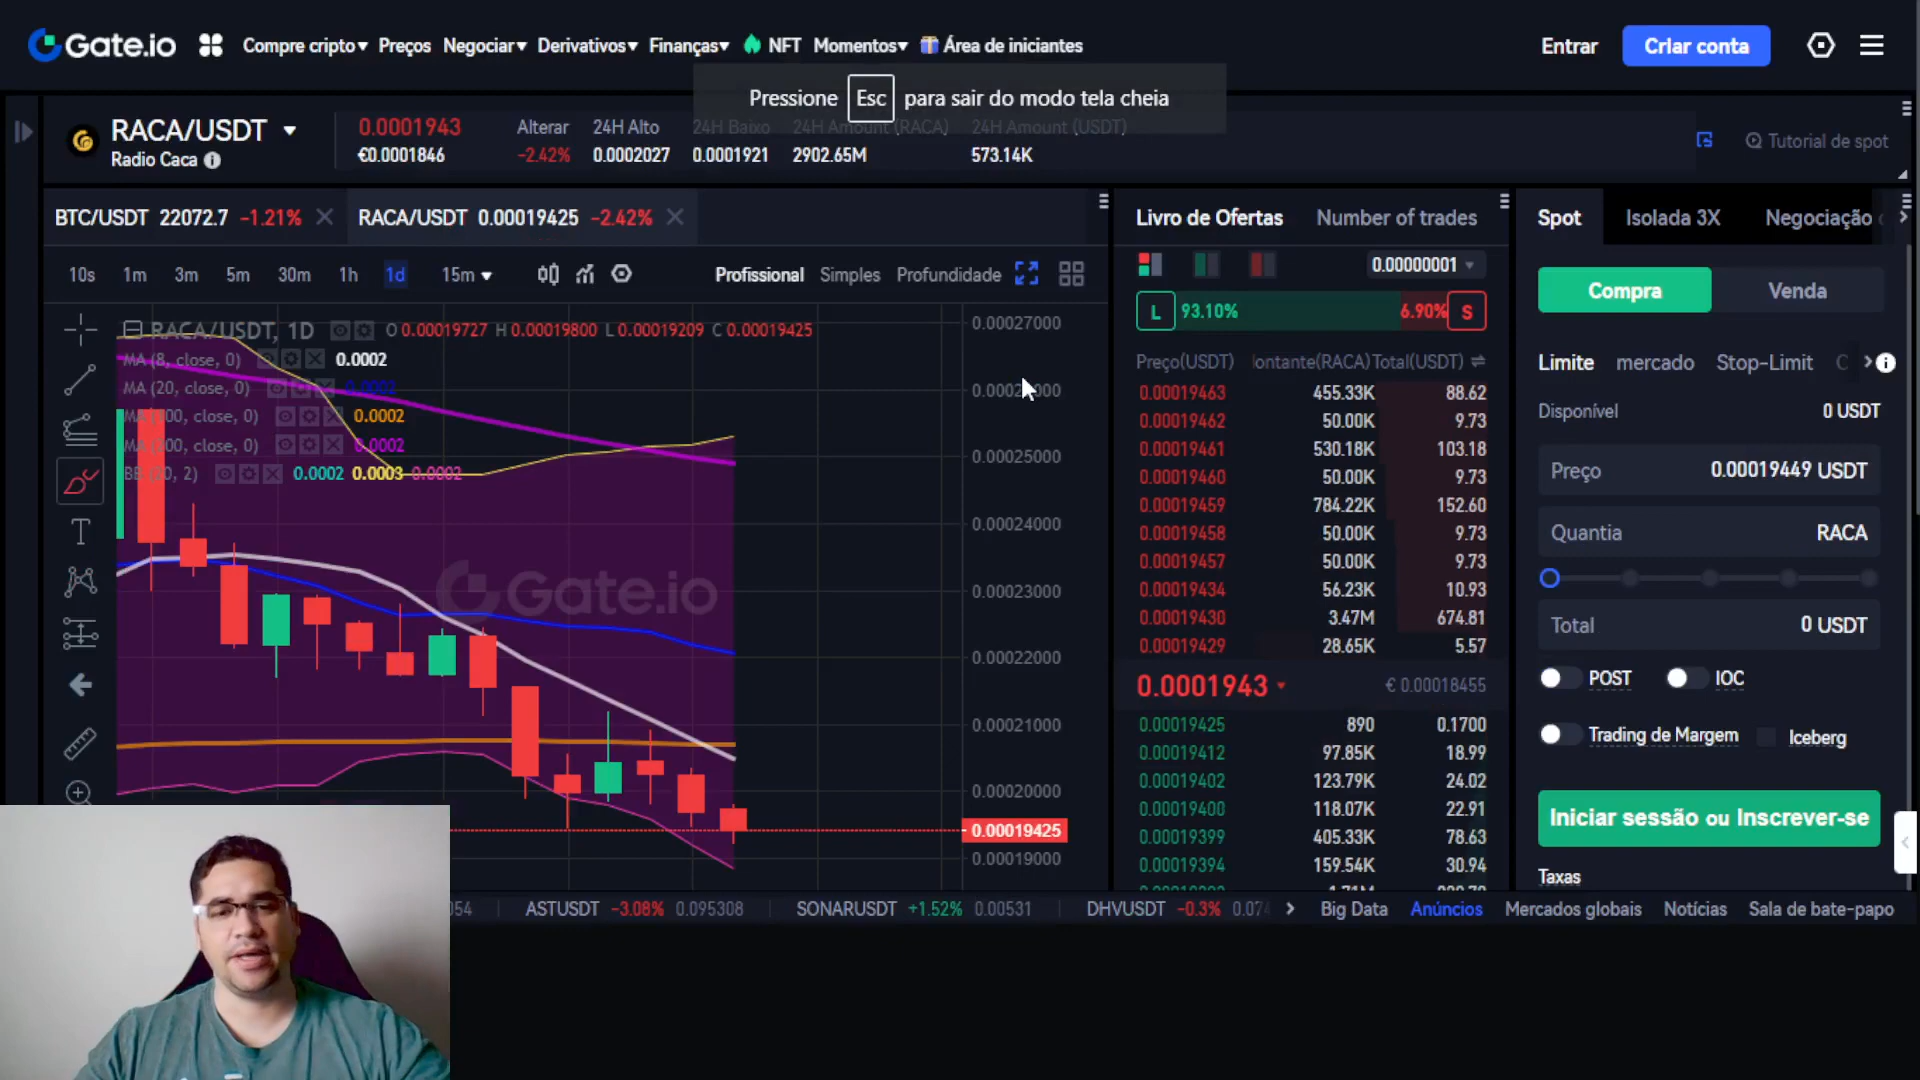 Gate.io Compre cripto▾ Preços Negociar▾ Derivativos▾ Finanças▾ NFT Momentos▾ Área de iniciantes Entrar Criar conta
Pressione Esc para sair do modo tela cheia
RACA/USDT
Radio Caca
0.0001943
€0.0001846
Alterar
-2.42%
24H Alto
0.0002027
24H Baixo
0.0001921
24H Amount (RACA)
2902.65M
24H Amount (USDT)
573.14K
Tutorial de spot
BTC/USDT 22072.7 -1.21% RACA/USDT 0.00019425 -2.42%
10s 1m 3m 5m 30m 1h 1d 15m Profissional Simples Profundidade
RACA/USDT, 1D O 0.00019727 H 0.00019800 L 0.00019209 C 0.00019425
MA (8, close, 0) 0.0002
MA (20, close, 0) 0.0002
0.0002
0.0002
0.0002 0.0003 0.0002
Gate.io
0.00027000
0.00025000
0.00024000
0.00023000
0.00022000
0.00021000
0.00020000
0.00019425
0.00019000
Livro de Ofertas Number of trades
0.00000001
L 93.10% 6.90% S
Preço(USDT) lontante(RACA) Total(USDT)
0.00019463 455.33K 88.62
0.00019462 50.00K 9.73
0.00019461 530.18K 103.18
0.00019460 50.00K 9.73
0.00019459 784.22K 152.60
0.00019458 50.00K 9.73
0.00019457 50.00K 9.73
0.00019434 56.23K 10.93
0.00019430 3.47M 674.81
0.00019429 28.65K 5.57
0.0001943 € 0.00018455
0.00019425 890 0.1700
0.00019412 97.85K 18.99
0.00019402 123.79K 24.02
0.00019400 118.07K 22.91
0.00019399 405.33K 78.63
0.00019394 159.54K 30.94
Spot Isolada 3X Negociação
Compra Venda
Limite mercado Stop-Limit
Disponível 0 USDT
Preço 0.00019449 USDT
Quantia RACA
Total 0 USDT
POST IOC
Trading de Margem Iceberg
Iniciar sessão ou Inscrever-se
Taxas
054 ASTUSDT -3.08% 0.095308 SONARUSDT +1.52% 0.00531 DHVUSDT -0.3% 0.07 Big Data Anúncios Mercados globais Notícias Sala de bate-papo